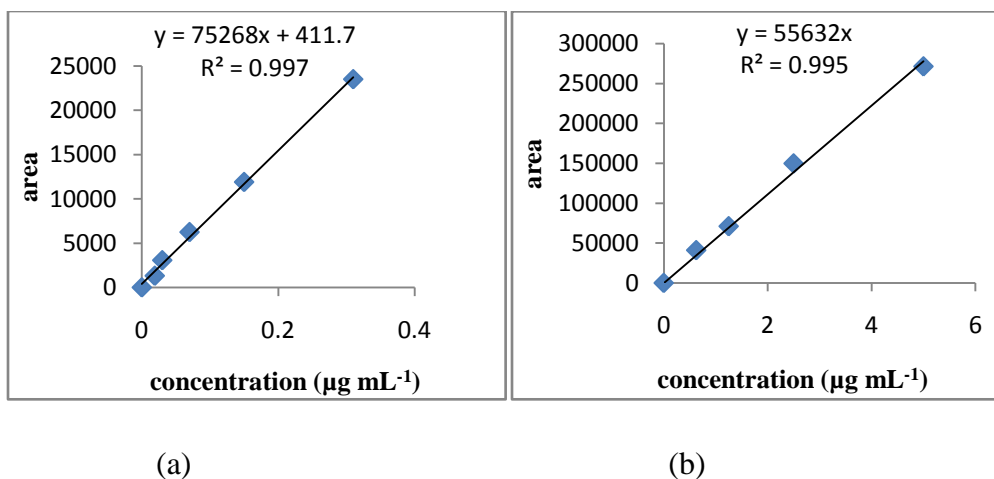 y = 75268x + 411.7
R² = 0.997
25000
20000
15000
10000
5000
0
area
0
0.2
0.4
concentration (µg mL⁻¹)
(a)
y = 55632x
R² = 0.995
300000
250000
200000
150000
100000
50000
0
area
0
2
4
6
concentration (µg mL⁻¹)
(b)